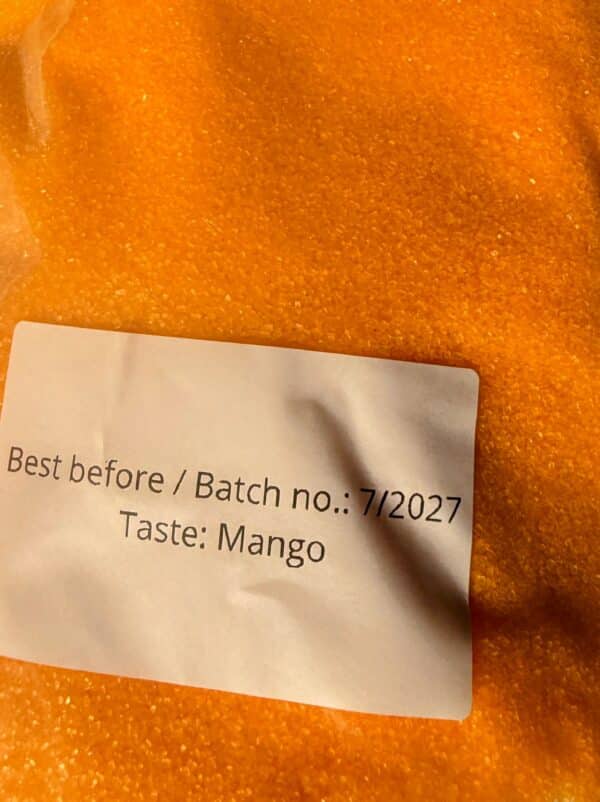 Best before / Batch no.: 7/2027
Taste: Mango